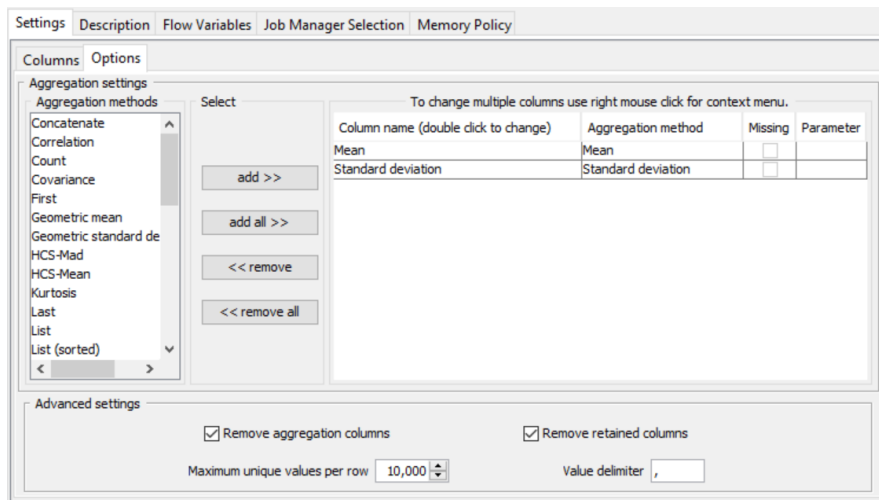 Settings Description Flow Variables Job Manager Selection Memory Policy
Columns Options
Aggregation settings
Aggregation methods
Concatenate
Correlation
Count
Covariance
First
Geometric mean
Geometric standard de
HCS-Mad
HCS-Mean
Kurtosis
Last
List
List (sorted)
Select
add >>
add all >>
<< remove
<< remove all
To change multiple columns use right mouse click for context menu.
Column name (double click to change) Aggregation method Missing Parameter
Mean Mean
Standard deviation Standard deviation
Advanced settings
Remove aggregation columns Remove retained columns
Maximum unique values per row 10,000 Value delimiter ,